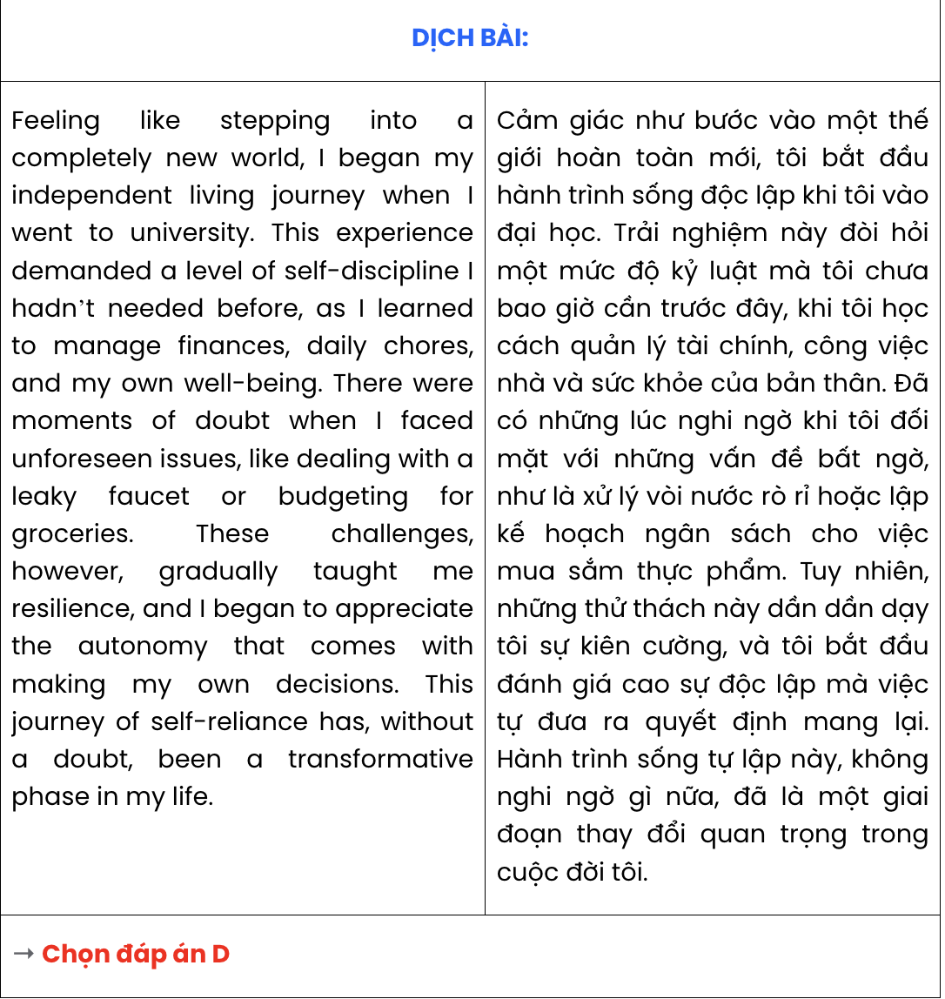 DỊCH BÀI:
Feeling like stepping into a
completely new world, I began my
independent living journey when I
went to university. This experience
demanded a level of self-discipline I
hadn’t needed before, as I learned
to manage finances, daily chores,
and my own well-being. There were
moments of doubt when I faced
unforeseen issues, like dealing with a
leaky faucet or budgeting for
groceries. These challenges,
however, gradually taught me
resilience, and I began to appreciate
the autonomy that comes with
making my own decisions. This
journey of self-reliance has, without
a doubt, been a transformative
phase in my life.
Cảm giác như bước vào một thế
giới hoàn toàn mới, tôi bắt đầu
hành trình sống độc lập khi tôi vào
đại học. Trải nghiệm này đòi hỏi
một mức độ kỷ luật mà tôi chưa
bao giờ cần trước đây, khi tôi học
cách quản lý tài chính, công việc
nhà và sức khỏe của bản thân. Đã
có những lúc nghi ngờ khi tôi đối
mặt với những vấn đề bất ngờ,
như là xử lý vòi nước rò rỉ hoặc lập
kế hoạch ngân sách cho việc
mua sắm thực phẩm. Tuy nhiên,
những thử thách này dần dần dạy
tôi sự kiên cường, và tôi bắt đầu
đánh giá cao sự độc lập mà việc
tự đưa ra quyết định mang lại.
Hành trình sống tự lập này, không
nghi ngờ gì nữa, đã là một giai
đoạn thay đổi quan trọng trong
cuộc đời tôi.
→ Chọn đáp án D